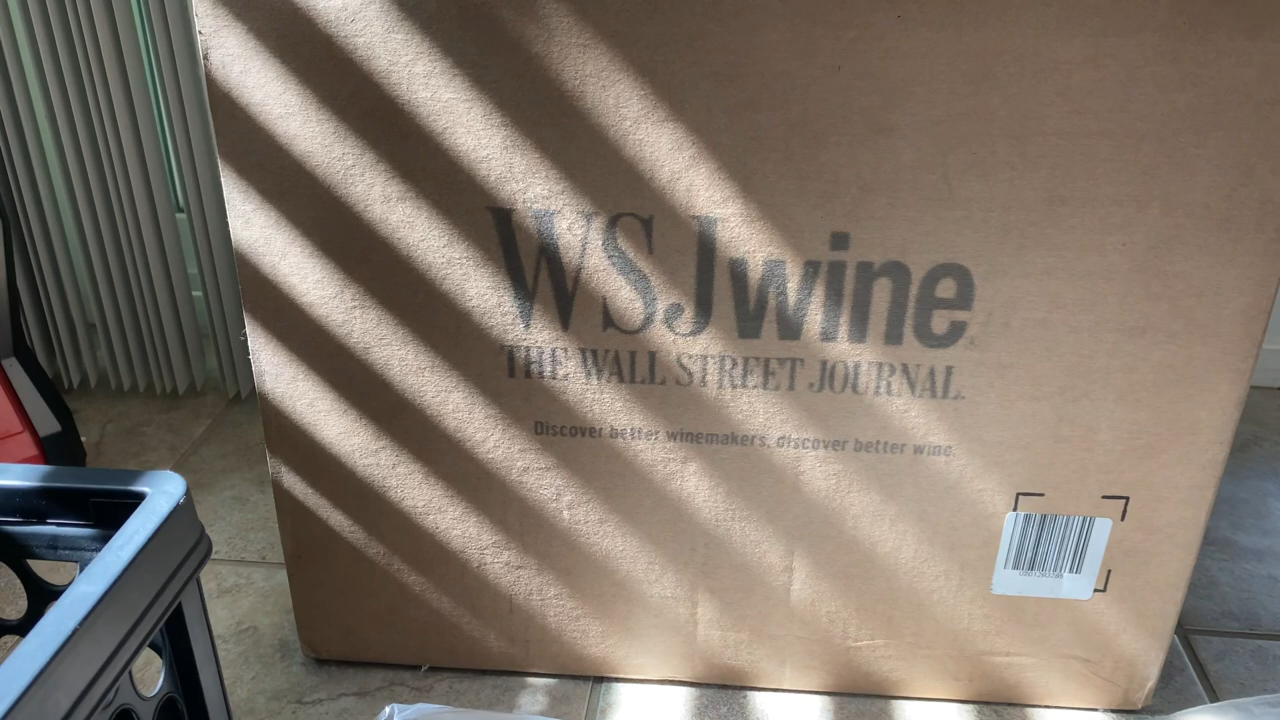 WSJwine
THE WALL STREET JOURNAL.
Discover better winemakers, discover better wine.